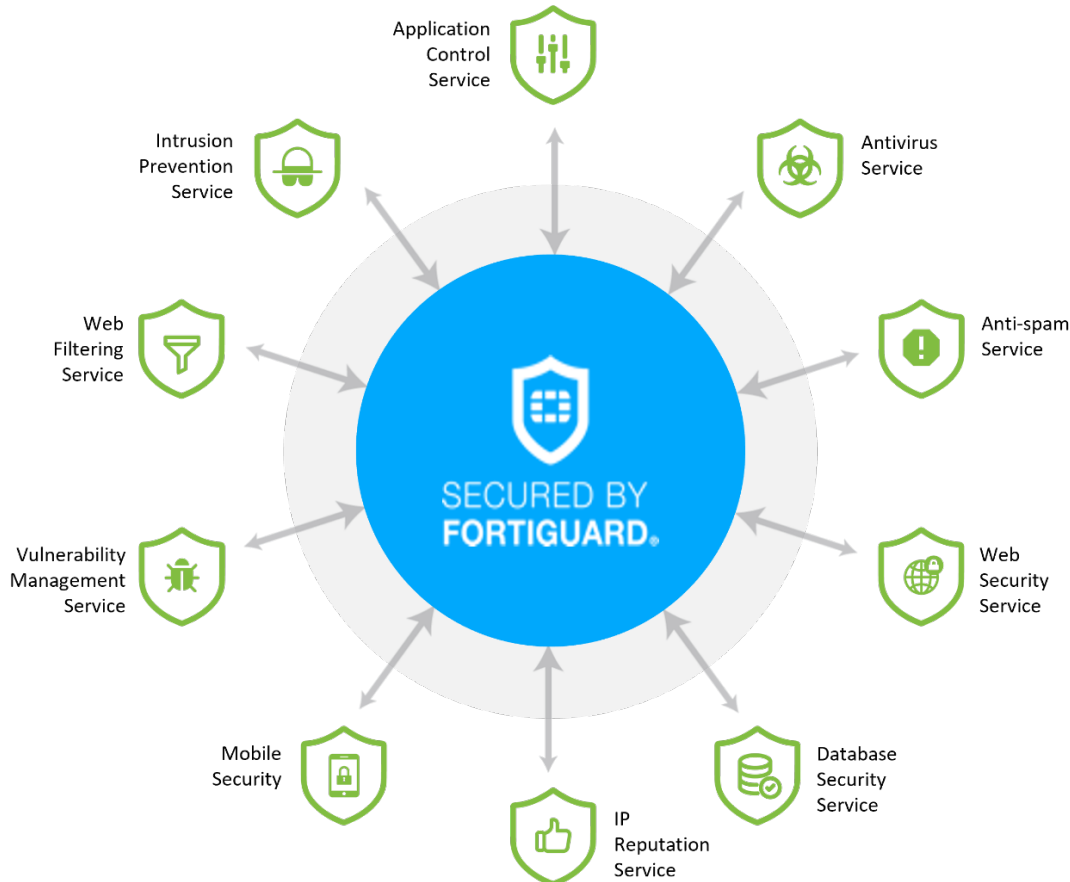 Application
Control
Service
Antivirus
Service
Anti-spam
Service
Web
Security
Service
Database
Security
Service
IP
Reputation
Service
Mobile
Security
Vulnerability
Management
Service
Web
Filtering
Service
Intrusion
Prevention
Service
SECURED BY
FORTIGUARD®